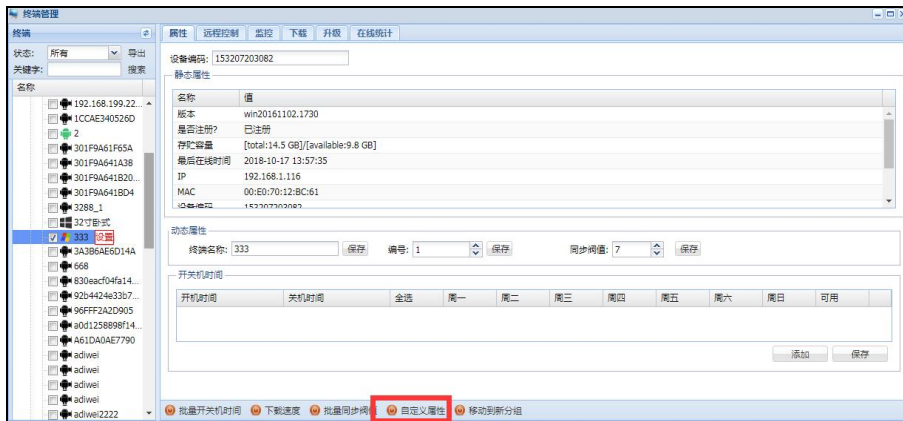 终端管理
终端
状态: 所有 导出
关键字: 搜索
名称
192.168.199.22...
1CCAE340526D
2
301F9A61F65A
301F9A641A38
301F9A641B20...
301F9A641BD4
3288_1
32寸卧式
333 设置
3A3B6AE6D14A
668
830eacf04fa14...
92b4424e33b7...
96FFF2A2D905
a0d1258898f14...
A61DA0AE7790
adiwei
adiwei
adiwei
adiwei
adiwei2222
属性 远程控制 监控 下载 升级 在线统计
设备编码: 153207203082
静态属性
名称 值
版本 win20161102.1730
是否注册? 已注册
存贮容量 [total:14.5 GB]/[available:9.8 GB]
最后在线时间 2018-10-17 13:57:35
IP 192.168.1.116
MAC 00:E0:70:12:BC:61
设备编码 153207203082
动态属性
终端名称: 333 保存 编号: 1 保存 同步阀值: 7 保存
开关机时间
开机时间 关机时间 全选 周一 周二 周三 周四 周五 周六 周日 可用
添加 保存
批量开关机时间 下载速度 批量同步阀值 自定义属性 移动到新分组